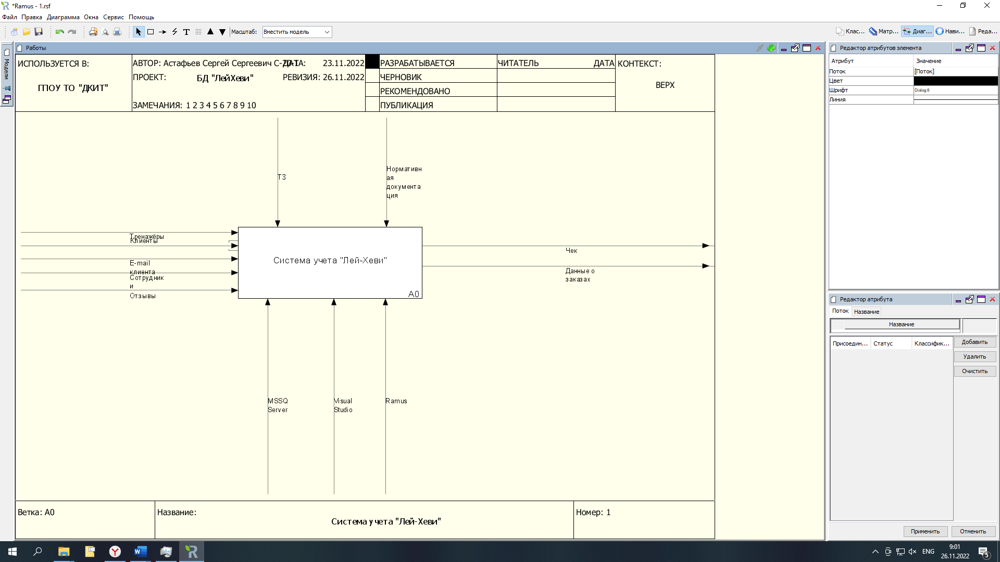 *Ramus - 1.rsf
Файл Правка Диаграмма Окна Сервис Помощь
Масштаб: Вместить модель
Клас... Матр... Диаг... Нави... Реда...
Модели
Работы
ИСПОЛЬЗУЕТСЯ В:
ГПОУ ТО "ДКИТ"
АВТОР: Астафьев Сергей Сергеевич С-20-1 ДАТА: 23.11.2022
ПРОЕКТ: БД "ЛейХеви" РЕВИЗИЯ: 26.11.2022
ЗАМЕЧАНИЯ: 1 2 3 4 5 6 7 8 9 10
РАЗРАБАТЫВАЕТСЯ
ЧЕРНОВИК
РЕКОМЕНДОВАНО
ПУБЛИКАЦИЯ
ЧИТАТЕЛЬ ДАТА
КОНТЕКСТ:
ВЕРХ
ТЗ
Нормативн
ая
документа
ция
Тренажёры
Клиенты
E-mail
клиента
Сотрудник
и
Отзывы
Система учета "Лей-Хеви"
A0
Чек
Данные о
заказах
MSSQ
Server
Visual
Studio
Ramus
Ветка: A0
Название:
Система учета "Лей-Хеви"
Номер: 1
Редактор атрибутов элемента
Атрибут Значение
Поток [Поток]
Цвет
Шрифт Dialog 8
Линия
Редактор атрибута
Поток Название
Название
Присоедин... Статус Классифик...
Добавить
Удалить
Очистить
Применить Отменить
ENG
9:01
26.11.2022
5